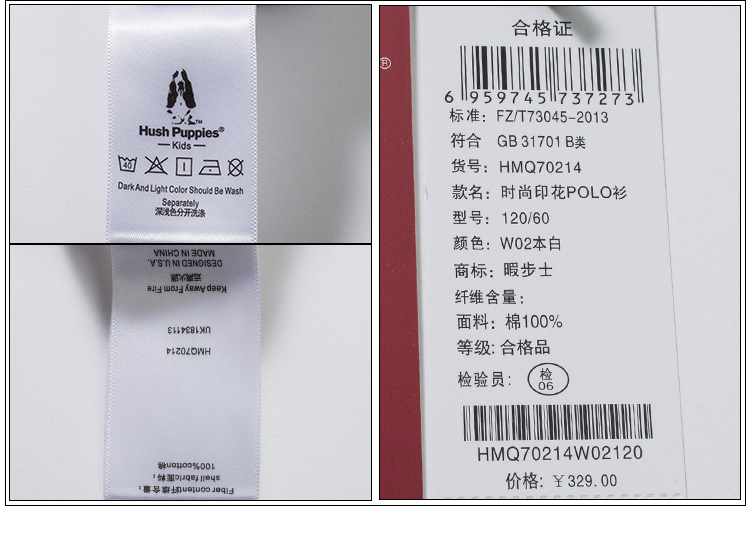 Hush Puppies®
Kids
40
Dark And Light Color Should Be Wash
Separately
深浅色分开洗涤
MADE IN CHINA
DESIGNED IN U.S.A.
远离火源
Keep Away From Fire
UK1834113
HMQ70214
100%cotton棉
shell fabric面料:
Fiber content纤维含量:
®
合格证
6 959745 737273
标准: FZ/T73045-2013
符合 GB 31701 B类
货号: HMQ70214
款名: 时尚印花POLO衫
型号: 120/60
颜色: W02本白
商标: 暇步士
纤维含量:
面料: 棉100%
等级: 合格品
检验员: 检
06
HMQ70214W02120
价格: ￥329.00